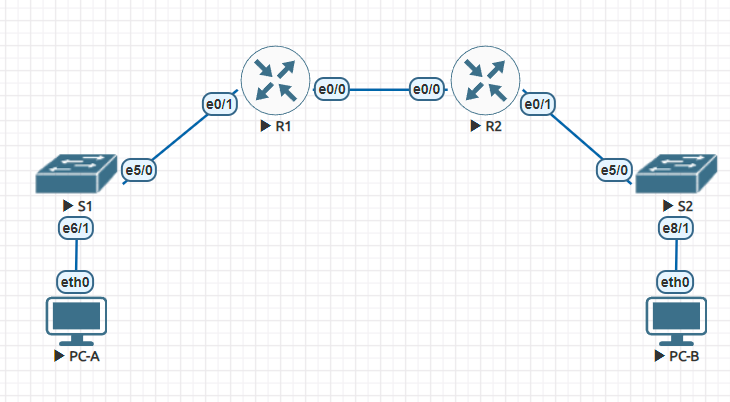 e0/1
e0/0
e0/0
e0/1
R1
R2
e5/0
e5/0
S1
S2
e6/1
e8/1
eth0
eth0
PC-A
PC-B